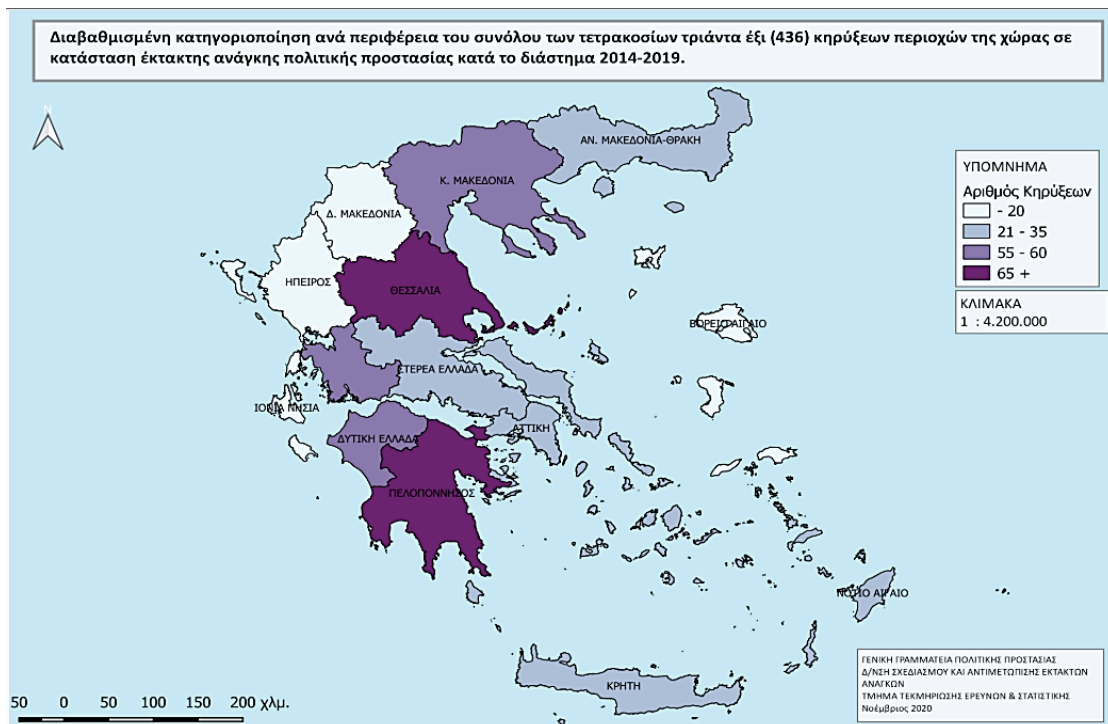 Διαβαθμισμένη κατηγοριοποίηση ανά περιφέρεια του συνόλου των τετρακοσίων τριάντα έξι (436) κηρύξεων περιοχών της χώρας σε
κατάσταση έκτακτης ανάγκης πολιτικής προστασίας κατά το διάστημα 2014-2019.
N
ΑΝ. ΜΑΚΕΔΟΝΙΑ-ΘΡΑΚΗ
Κ. ΜΑΚΕΔΟΝΙΑ
Δ. ΜΑΚΕΔΟΝΙΑ
ΗΠΕΙΡΟΣ
ΘΕΣΣΑΛΙΑ
ΒΟΡΕΙΟ ΑΙΓΑΙΟ
ΣΤΕΡΕΑ ΕΛΛΑΔΑ
ΙΟΝΙΑ ΝΗΣΙΑ
ΑΤΤΙΚΗ
ΔΥΤΙΚΗ ΕΛΛΑΔΑ
ΠΕΛΟΠΟΝΝΗΣΟΣ
ΝΟΤΙΟ ΑΙΓΑΙΟ
ΚΡΗΤΗ
ΥΠΟΜΝΗΜΑ
Αριθμός Κηρύξεων
- 20
21 - 35
55 - 60
65 +
ΚΛΙΜΑΚΑ
1 : 4.200.000
ΓΕΝΙΚΗ ΓΡΑΜΜΑΤΕΙΑ ΠΟΛΙΤΙΚΗΣ ΠΡΟΣΤΑΣΙΑΣ
Δ/ΝΣΗ ΣΧΕΔΙΑΣΜΟΥ ΚΑΙ ΑΝΤΙΜΕΤΩΠΙΣΗΣ ΕΚΤΑΚΤΩΝ
ΑΝΑΓΚΩΝ
ΤΜΗΜΑ ΤΕΚΜΗΡΙΩΣΗΣ ΕΡΕΥΝΩΝ & ΣΤΑΤΙΣΤΙΚΗΣ
Νοέμβριος 2020
50 0 50 100 150 200 χλμ.